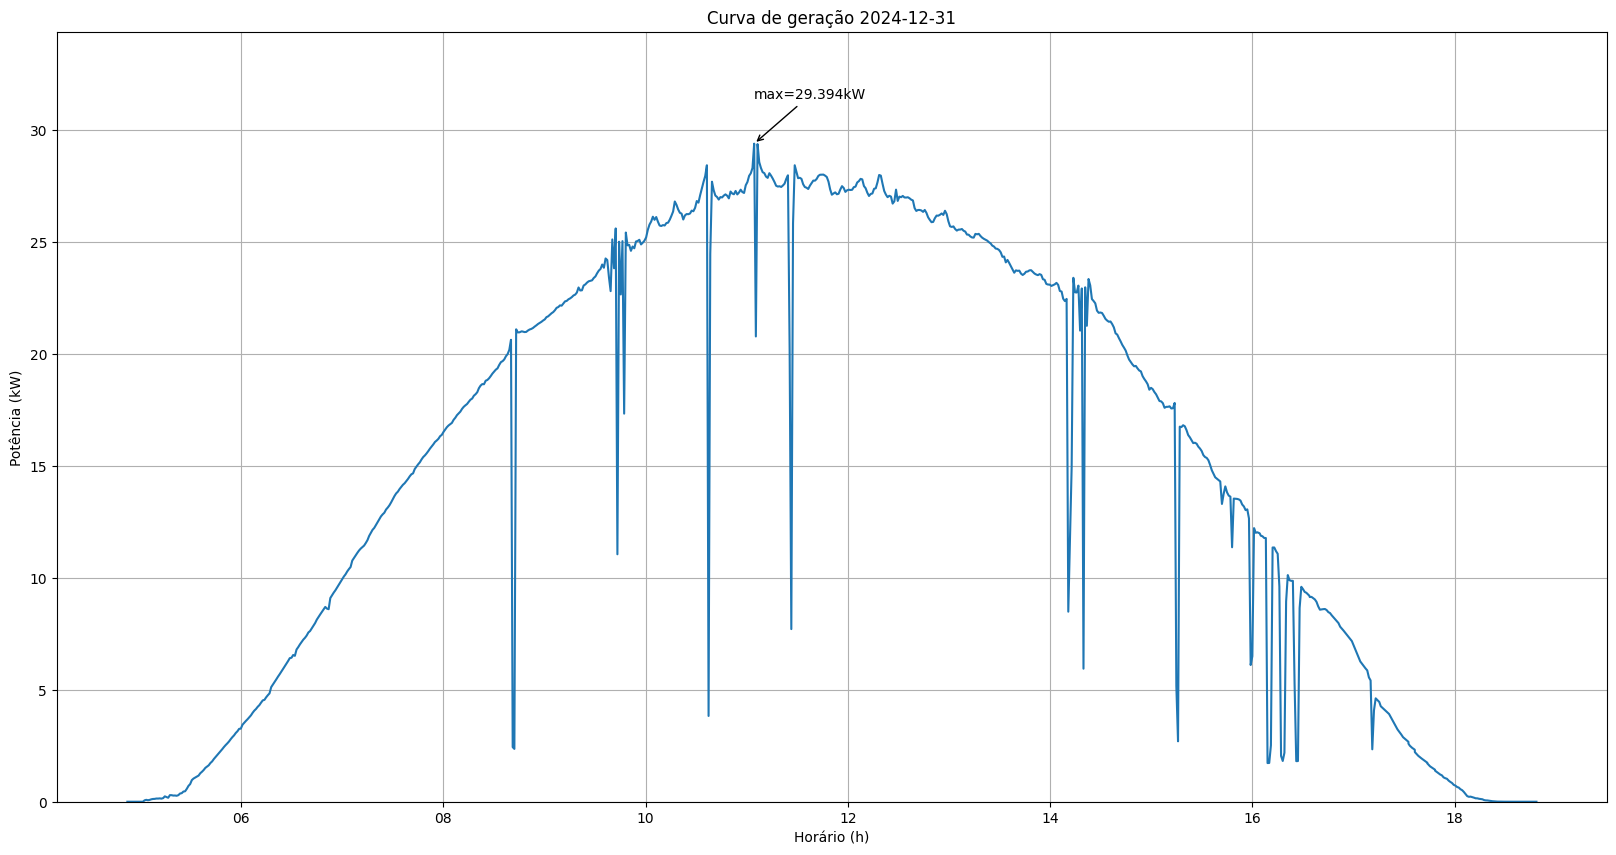 Curva de geração 2024-12-31
max=29.394kW
30
25
20
15
10
5
0
Potência (kW)
06 08 10 12 14 16 18
Horário (h)